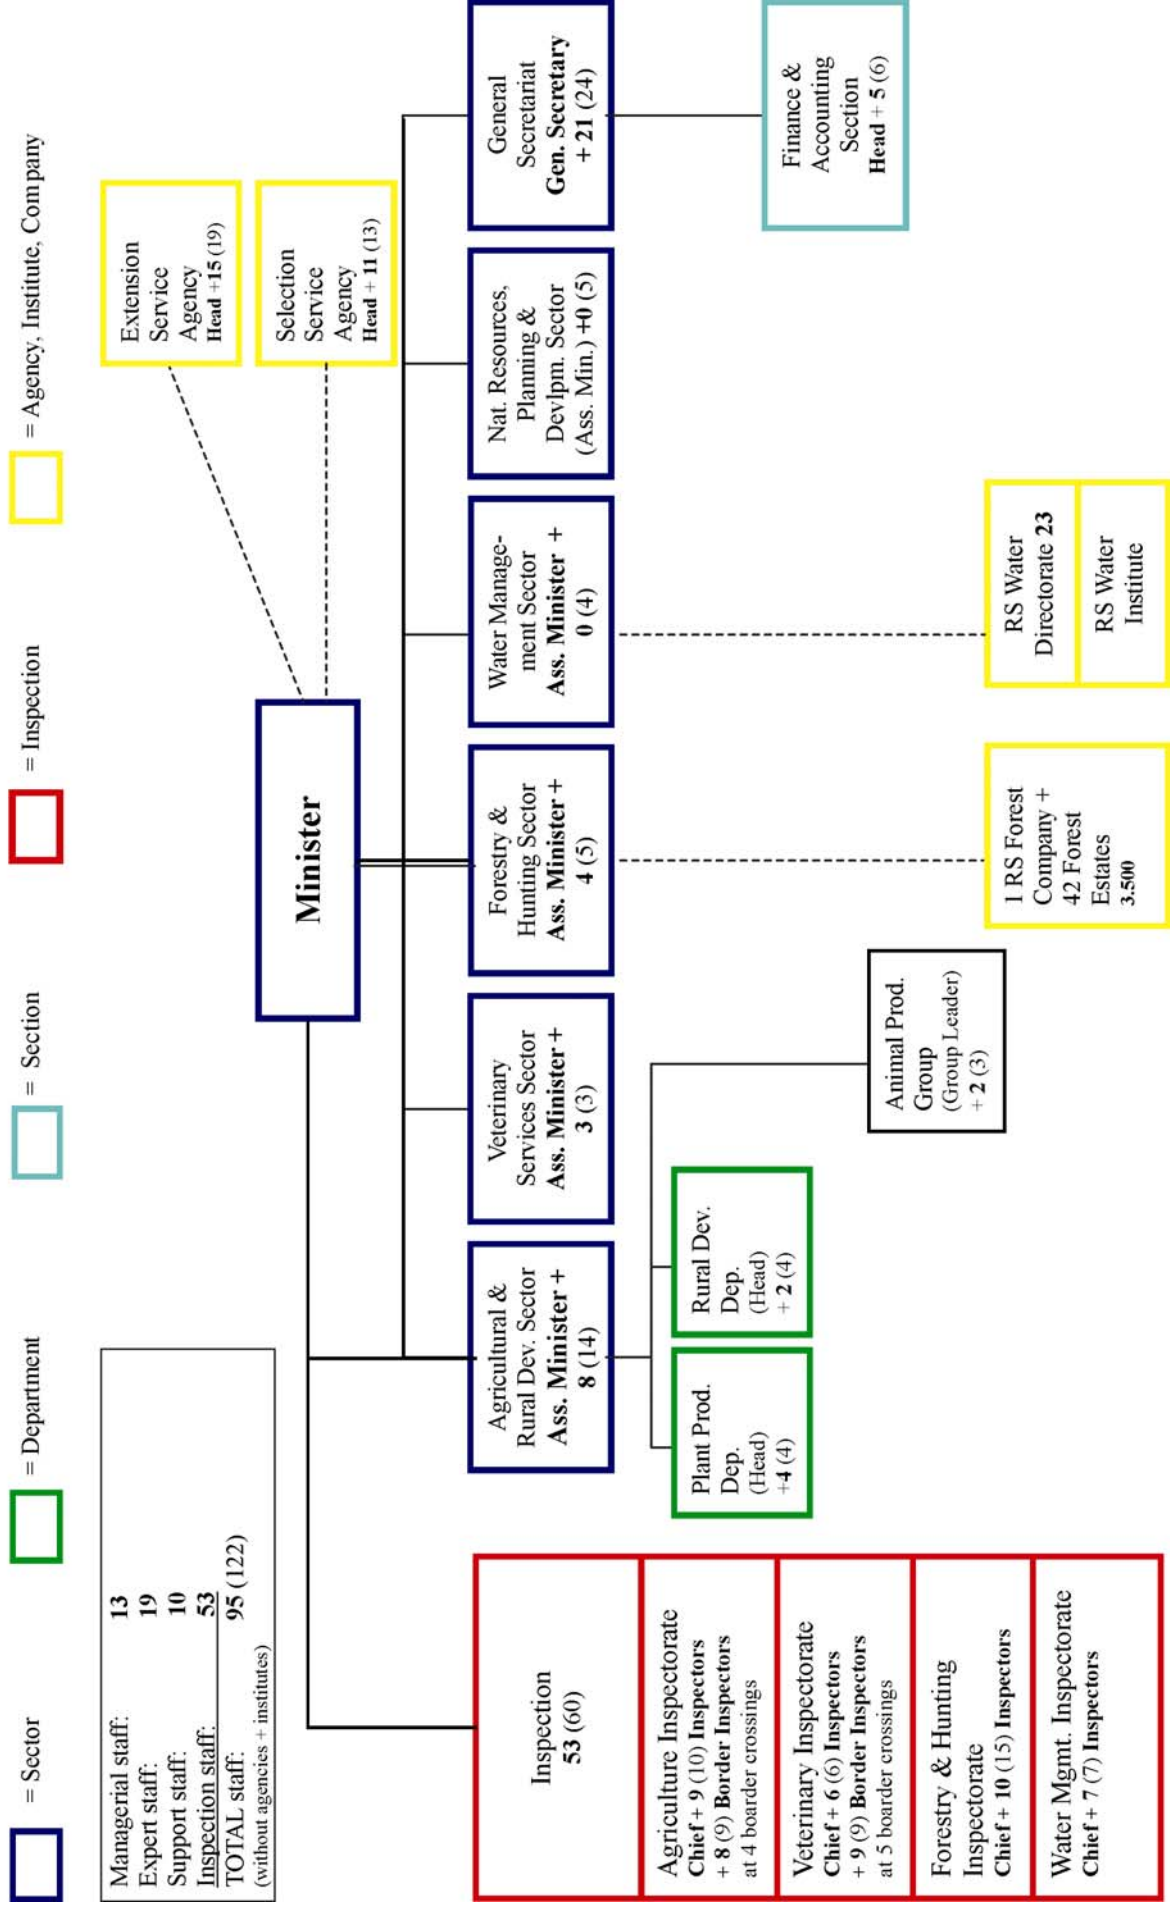 = Sector
= Department
= Section
= Inspection
= Agency, Institute, Company
Managerial staff: 13
Expert staff: 19
Support staff: 10
Inspection staff: 53
TOTAL staff: 95 (122)
(without agencies + institutes)
Minister
Extension
Service
Agency
Head +15 (19)
Selection
Service
Agency
Head + 11 (13)
Inspection
53 (60)
Agriculture Inspectorate
Chief + 9 (10) Inspectors
+ 8 (9) Border Inspectors
at 4 boarder crossings
Veterinary Inspectorate
Chief + 6 (6) Inspectors
+ 9 (9) Border Inspectors
at 5 boarder crossings
Forestry & Hunting
Inspectorate
Chief + 10 (15) Inspectors
Water Mgmt. Inspectorate
Chief + 7 (7) Inspectors
Agricultural &
Rural Dev. Sector
Ass. Minister +
8 (14)
Veterinary
Services Sector
Ass. Minister +
3 (3)
Forestry &
Hunting Sector
Ass. Minister +
4 (5)
Water Manage-
ment Sector
Ass. Minister +
0 (4)
Nat. Resources,
Planning &
Devlpm. Sector
(Ass. Min.) +0 (5)
General
Secretariat
Gen. Secretary
+ 21 (24)
Plant Prod.
Dep.
(Head)
+4 (4)
Rural Dev.
Dep.
(Head)
+ 2 (4)
Animal Prod.
Group
(Group Leader)
+ 2 (3)
1 RS Forest
Company +
42 Forest
Estates
3.500
RS Water
Directorate 23
RS Water
Institute
Finance &
Accounting
Section
Head + 5 (6)